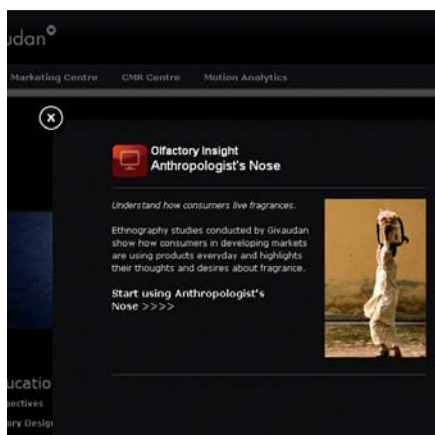 udan
Marketing Centre CMR Centre Motion Analytics
x
Olfactory Insight
Anthropologist's Nose
Understand how consumers live fragrances.
Ethnography studies conducted by Givaudan
show how consumers in developing markets
are using products everyday and highlights
their thoughts and desires about fragrance.
Start using Anthropologist's
Nose >>>>
ucatio
pectives
ory Desig